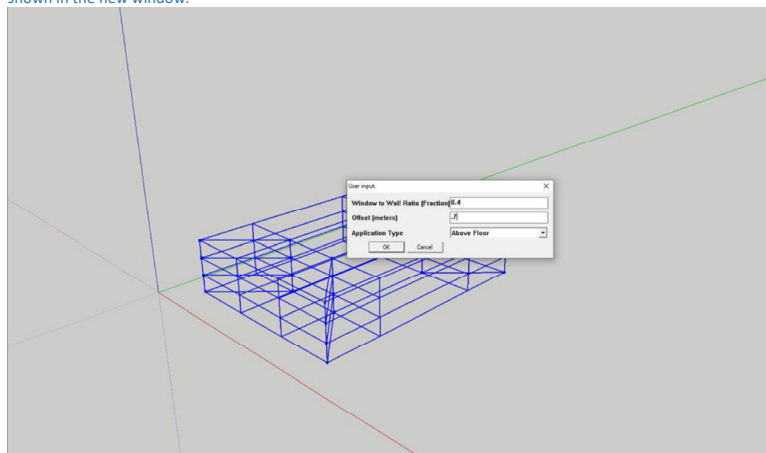 shown in the new window.
User input.
Window to Wall Ratio [Fraction] 0.4
Offset [meters] .7
Application Type Above Floor
OK Cancel